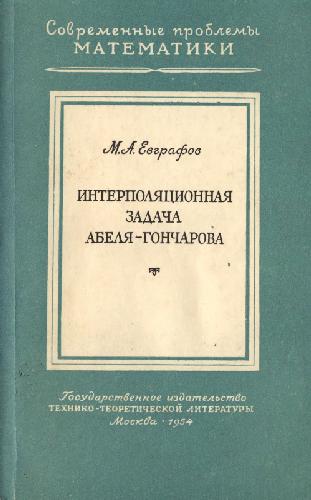 Современные проблемы
МАТЕМАТИКИ
М. А. Евграфов
ИНТЕРПОЛЯЦИОННАЯ
ЗАДАЧА
АБЕЛЯ-ГОНЧАРОВА
Государственное издательство
ТЕХНИКО-ТЕОРЕТИЧЕСКОЙ ЛИТЕРАТУРЫ
Москва · 1954